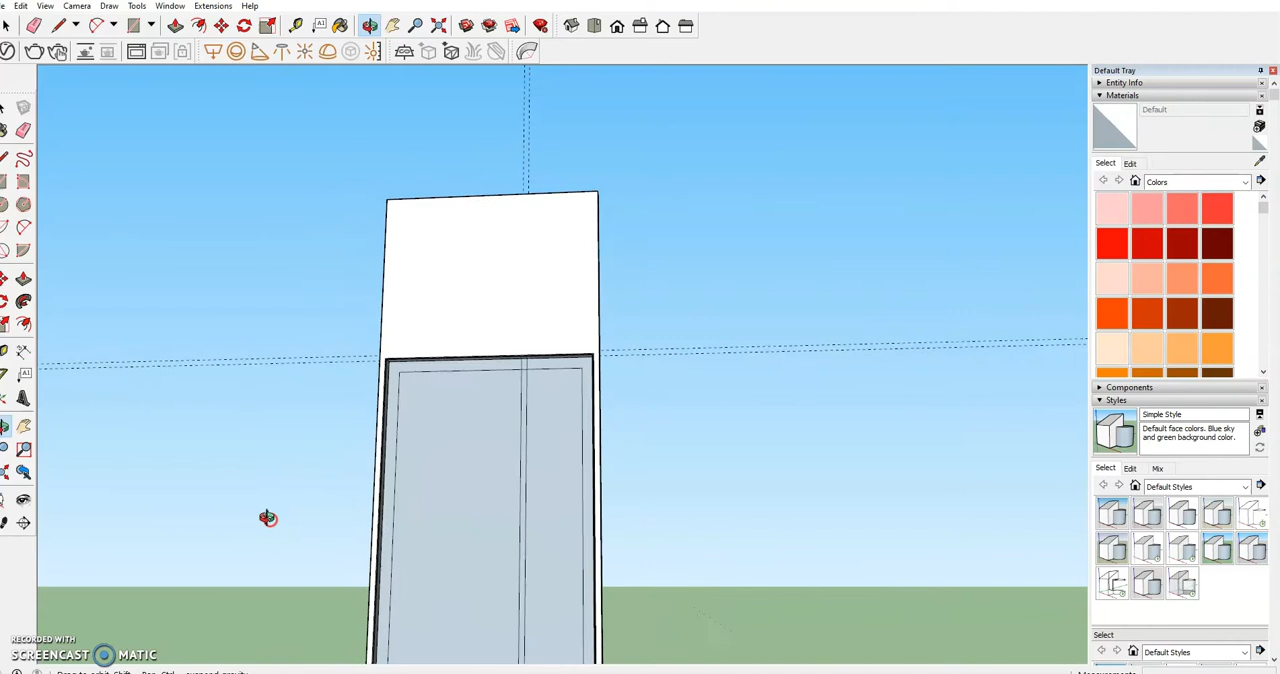 Edit View Camera Draw Tools Window Extensions Help
Default Tray
Entity Info
Materials
Default
Select Edit
Colors
Components
Styles
Simple Style
Default face colors. Blue sky
and green background color.
Select Edit Mix
Default Styles
Select
Default Styles
RECORDED WITH
SCREENCAST MATIC